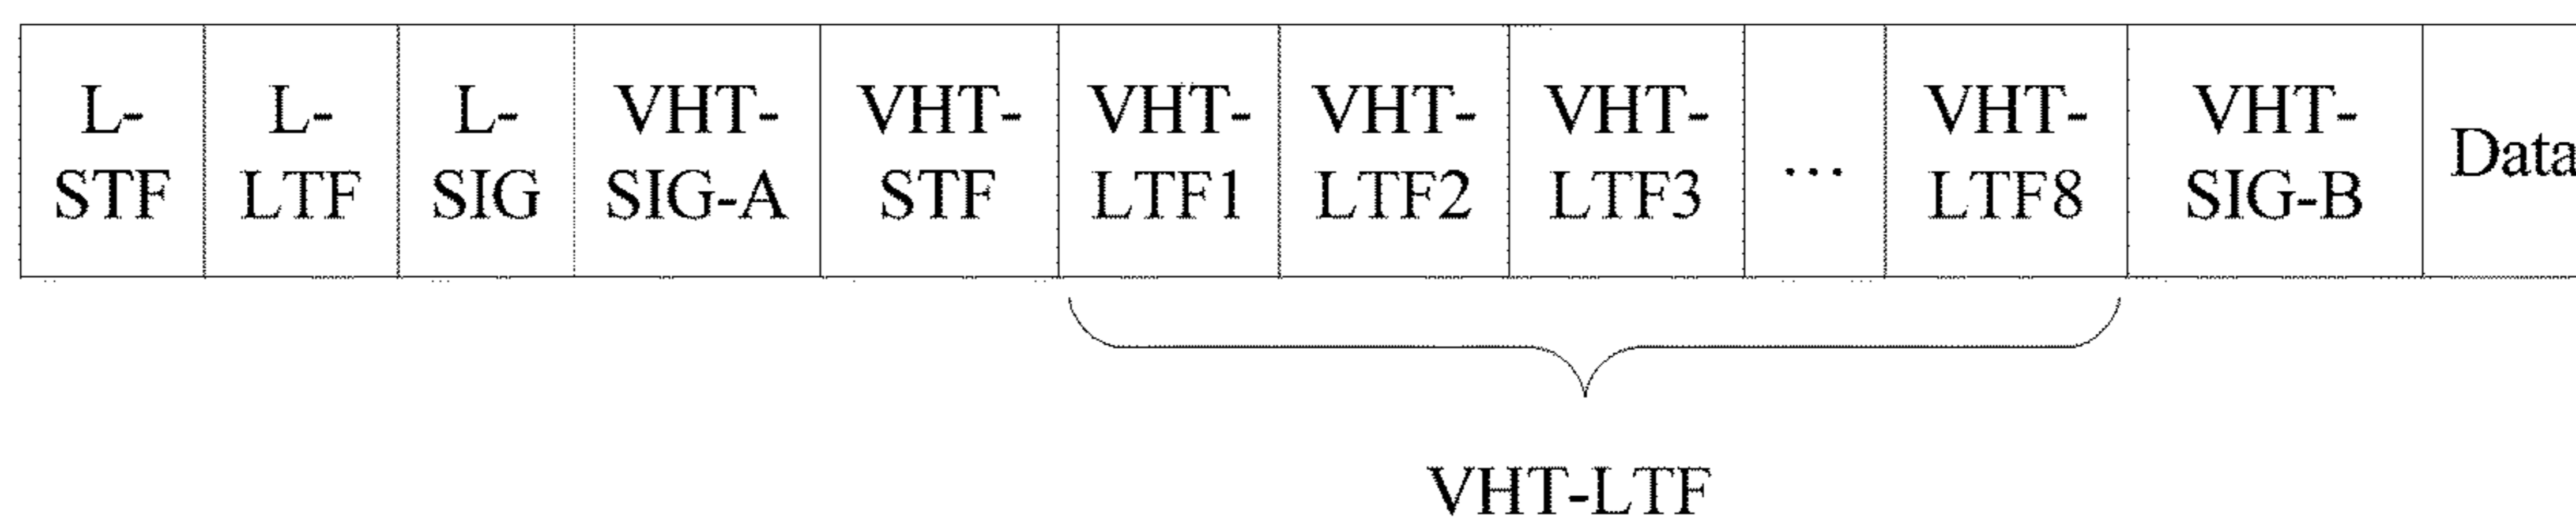 L-
STF
L-
LTF
L-
SIG
VHT-
SIG-A
VHT-
STF
VHT-
LTF1
VHT-
LTF2
VHT-
LTF3
...
VHT-
LTF8
VHT-
SIG-B
Data
VHT-LTF